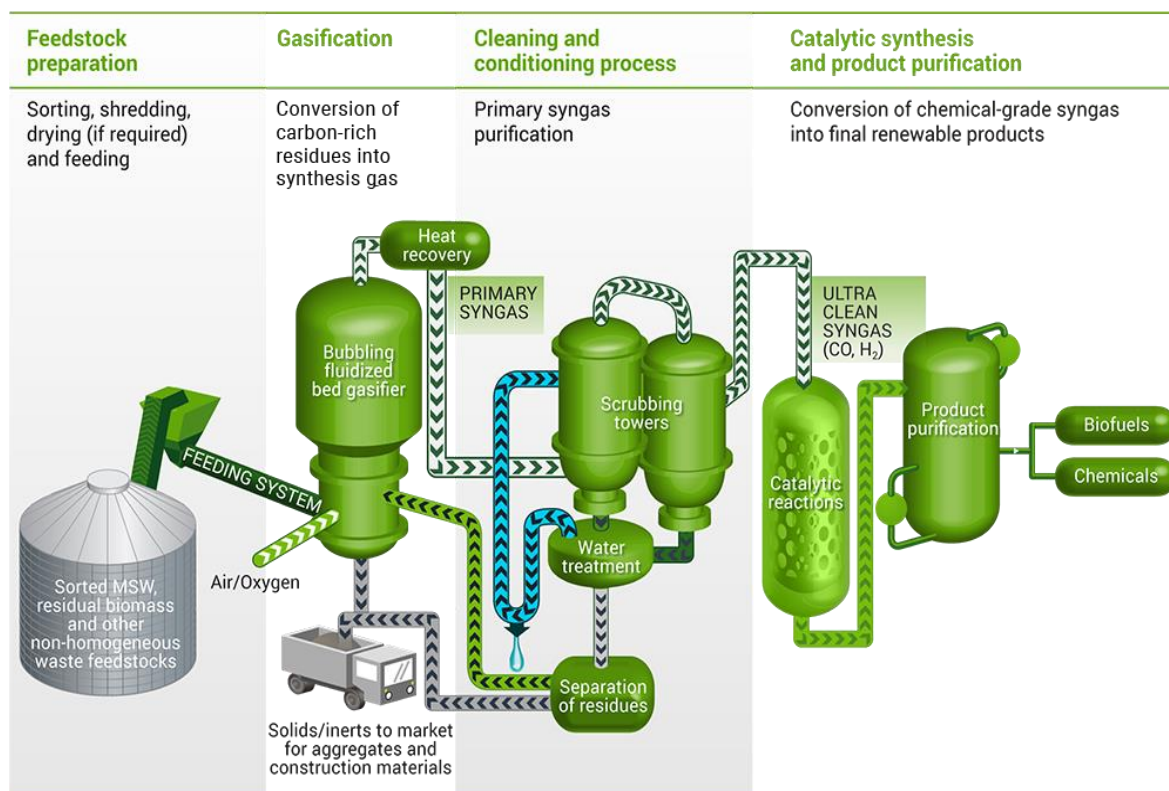 Feedstock
preparation
Gasification
Cleaning and
conditioning process
Catalytic synthesis
and product purification
Sorting, shredding,
drying (if required)
and feeding
Conversion of
carbon-rich
residues into
synthesis gas
Primary syngas
purification
Conversion of chemical-grade syngas
into final renewable products
Heat
recovery
PRIMARY
SYNGAS
ULTRA
CLEAN
SYNGAS
(CO, H₂)
Bubbling
fluidized
bed gasifier
Scrubbing
towers
Product
purification
Biofuels
Chemicals
FEEDING SYSTEM
Catalytic
reactions
Water
treatment
Air/Oxygen
Sorted MSW,
residual biomass
and other
non-homogeneous
waste feedstocks
Separation
of residues
Solids/inerts to market
for aggregates and
construction materials